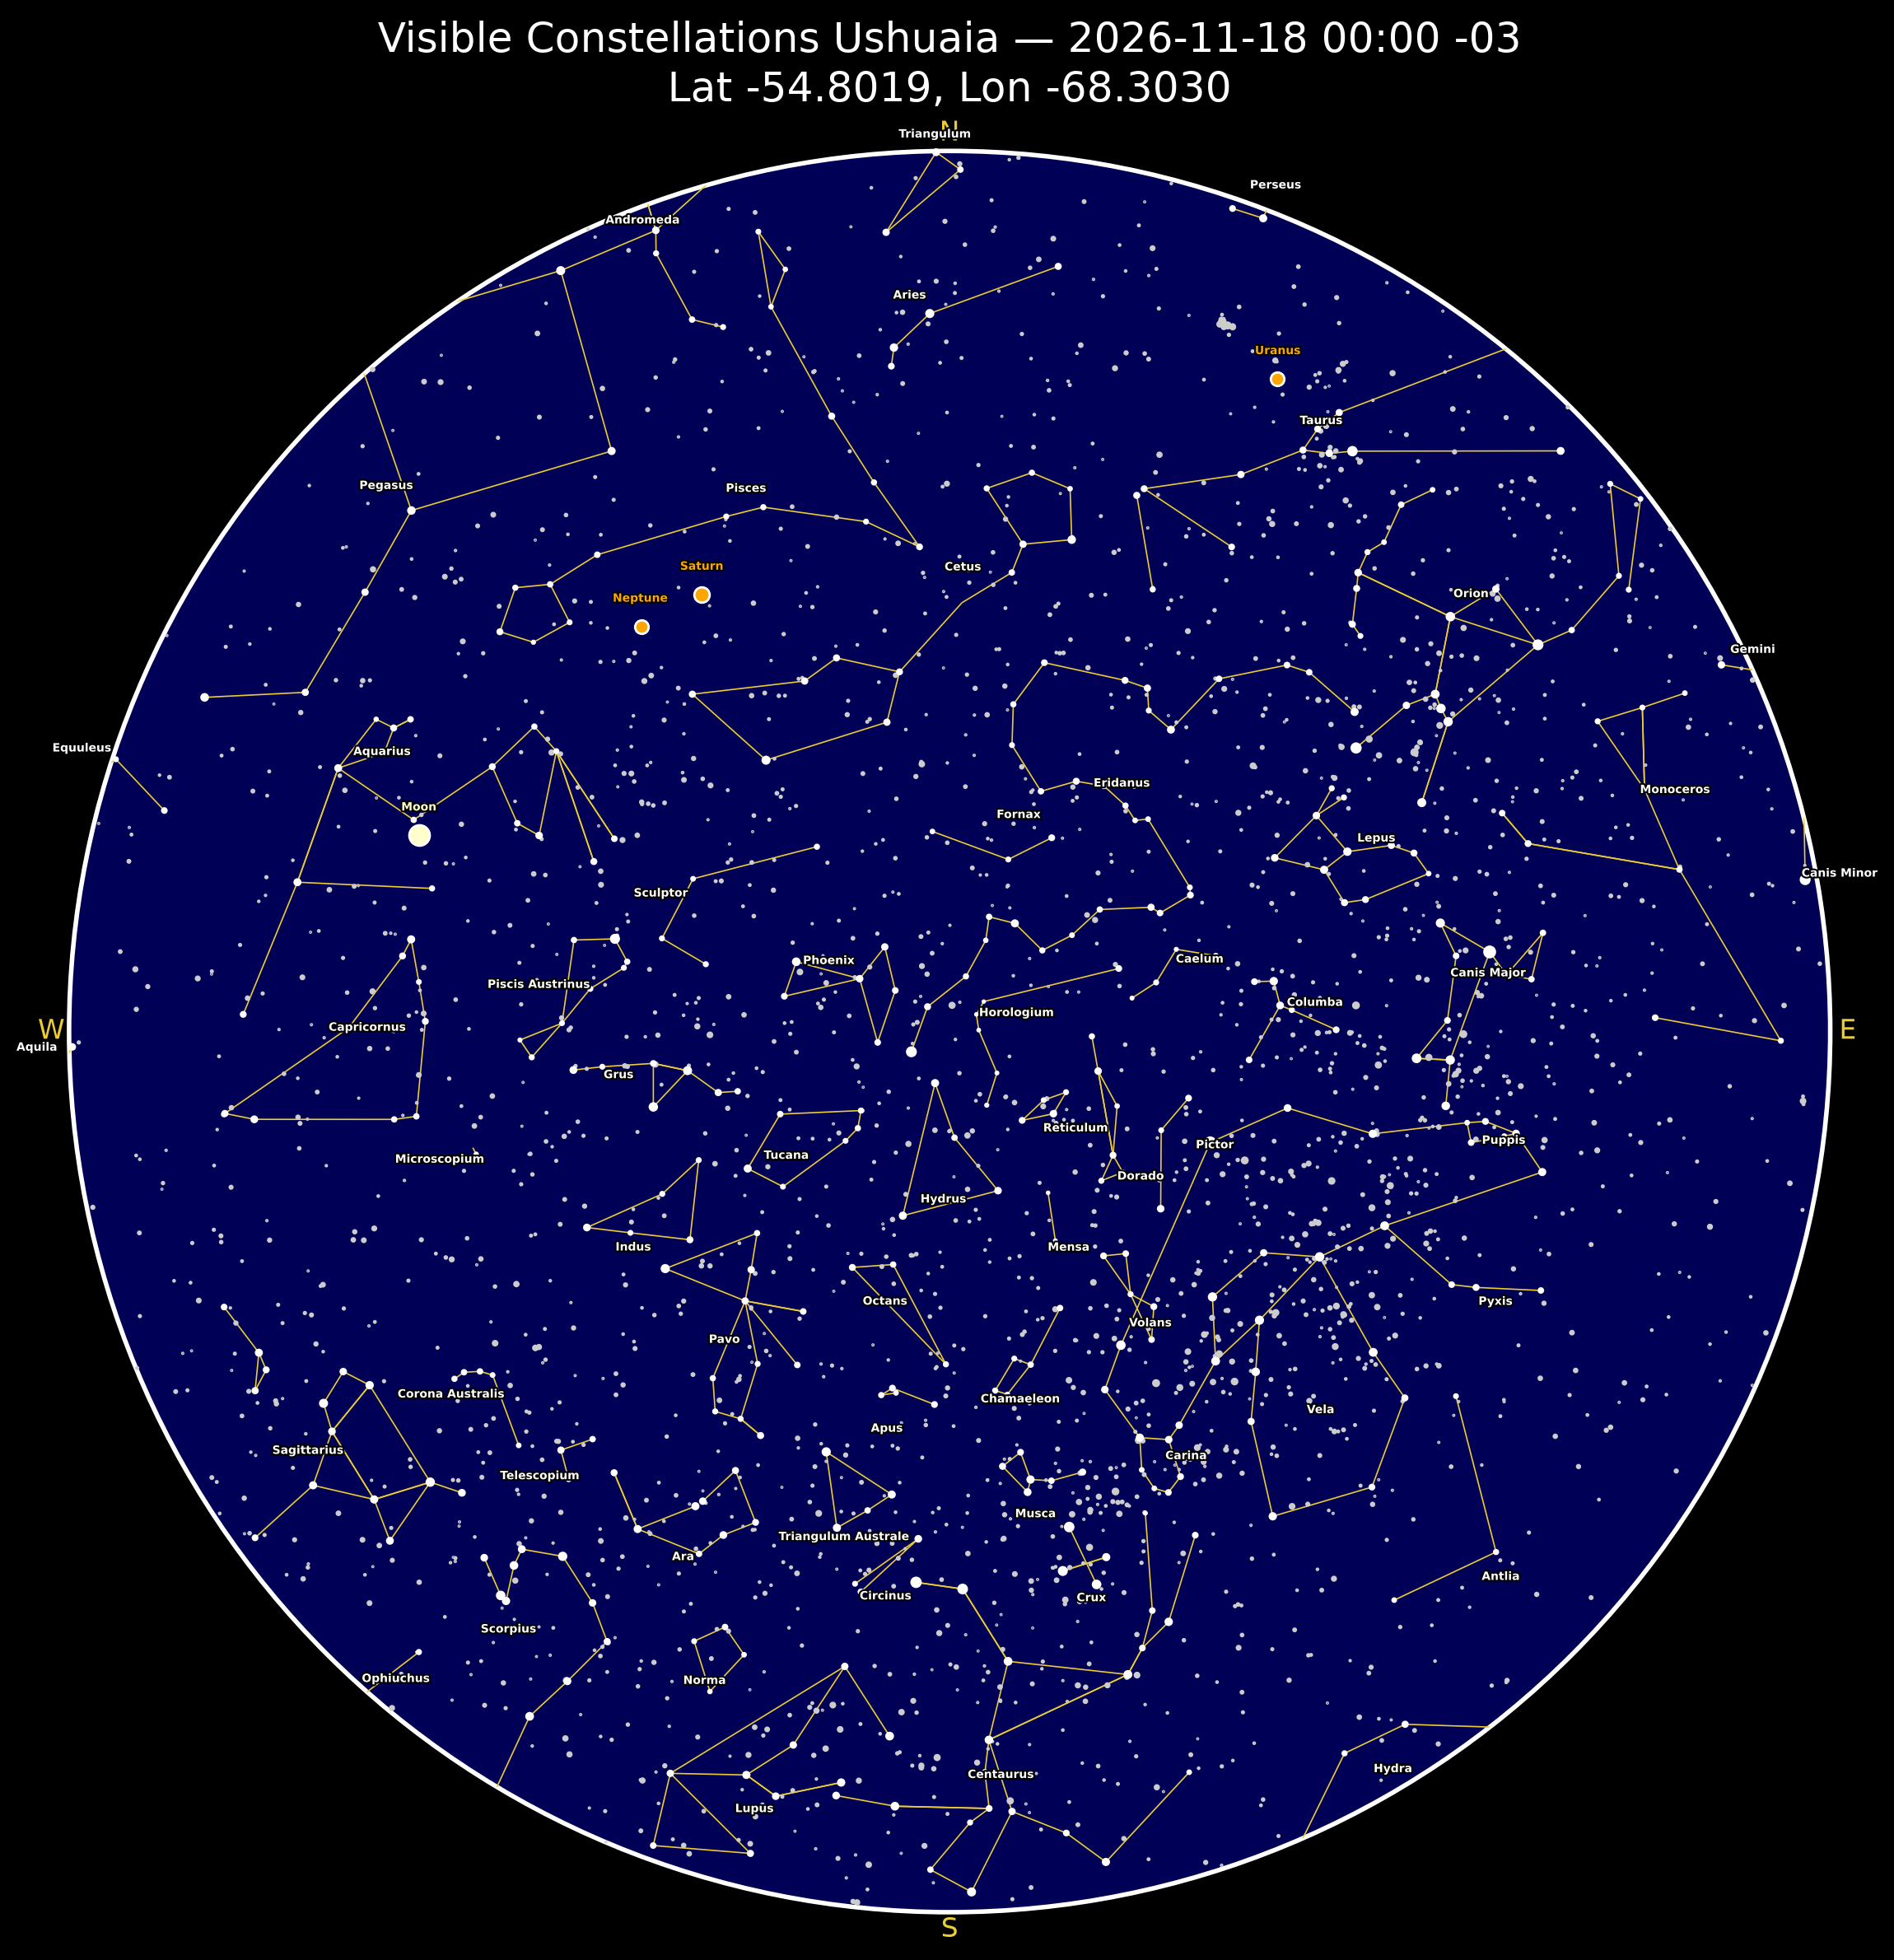 Visible Constellations Ushuaia — 2026-11-18 00:00 -03
Lat -54.8019, Lon -68.3030
N
Triangulum
Perseus
Andromeda
Aries
Uranus
Taurus
Pegasus
Pisces
Saturn
Cetus
Neptune
Orion
Gemini
Equuleus
Aquarius
Eridanus
Monoceros
Moon
Fornax
Lepus
Canis Minor
Sculptor
Phoenix
Caelum
Canis Major
Piscis Austrinus
Columba
Horologium
Capricornus
W
E
Aquila
Grus
Reticulum
Puppis
Pictor
Tucana
Microscopium
Dorado
Hydrus
Indus
Mensa
Octans
Pyxis
Volans
Pavo
Corona Australis
Chamaeleon
Vela
Apus
Sagittarius
Carina
Telescopium
Musca
Triangulum Australe
Ara
Antlia
Circinus
Crux
Scorpius
Ophiuchus
Norma
Hydra
Centaurus
Lupus
S